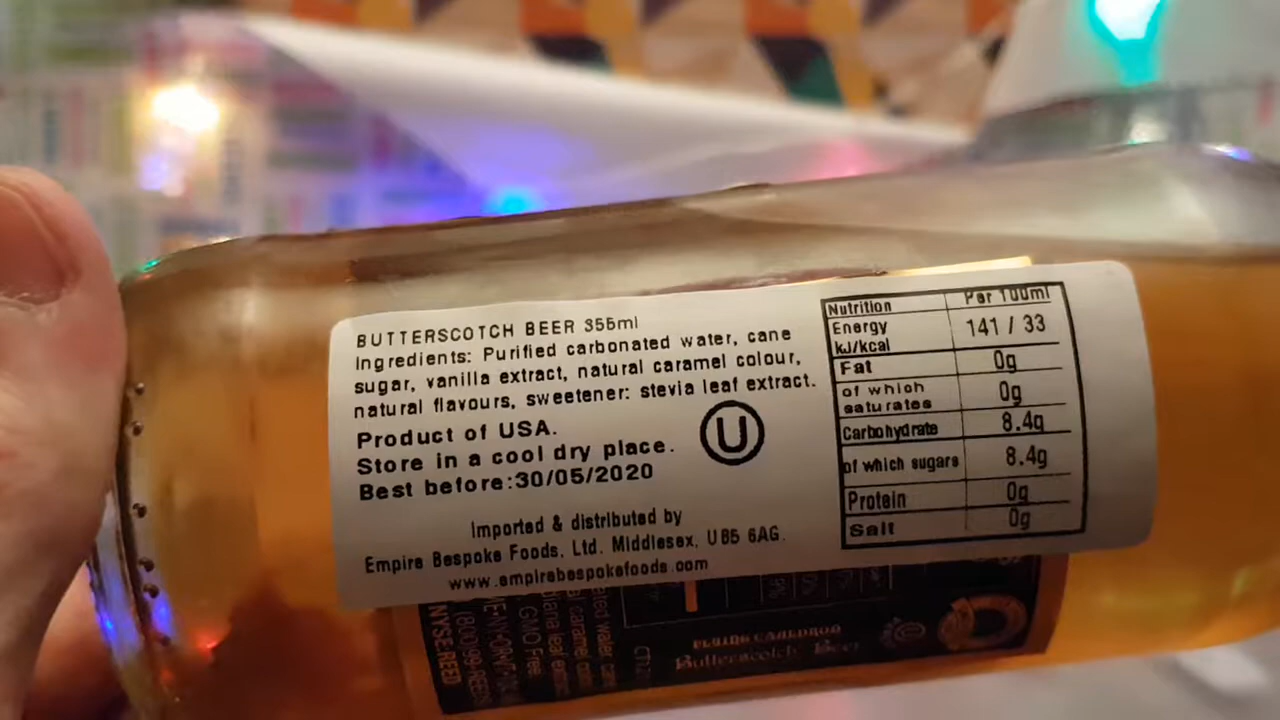 BUTTERSCOTCH BEER 355ml
Ingredients: Purified carbonated water, cane
sugar, vanilla extract, natural caramel colour,
natural flavours, sweetener: stevia leaf extract.
Product of USA.
Store in a cool dry place.
Best before:30/05/2020
U
Imported & distributed by
Empire Bespoke Foods, Ltd. Middlesex, UB5 6AG.
www.empirebespokefoods.com
Nutrition Per 100ml
Energy kJ/kcal 141 / 33
Fat 0g
of which saturates 0g
Carbohydrate 8.4g
of which sugars 8.4g
Protein 0g
Salt 0g
FLYING CAULDRON
Butterscotch Beer
GMO Free